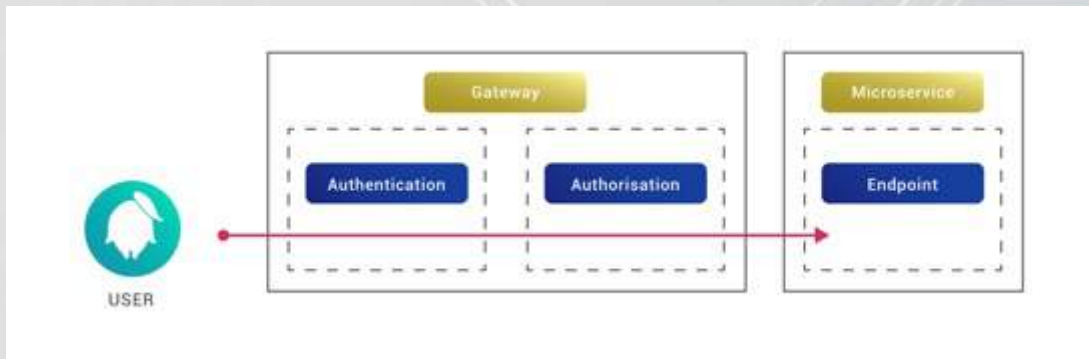 Gateway
Microservice
Authentication
Authorisation
Endpoint
USER